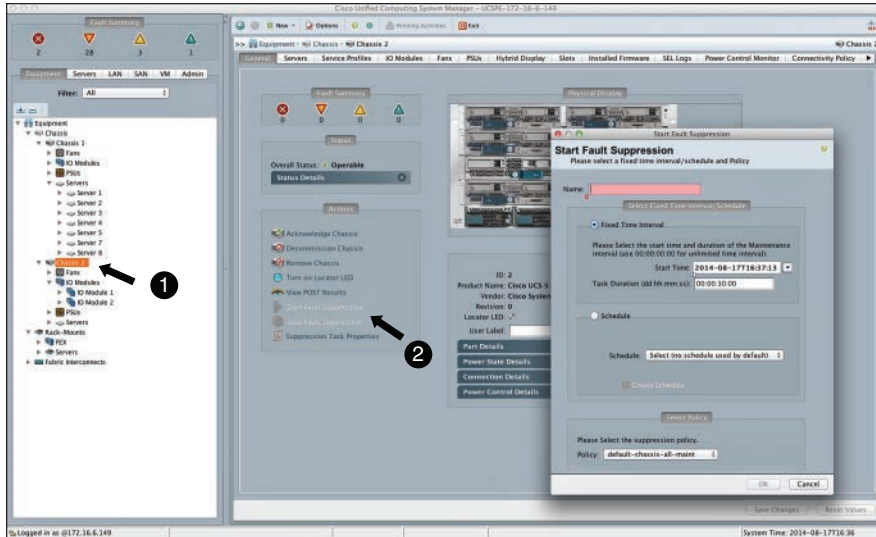 Cisco Unified Computing System Manager - UCSPE-172-16-6-149
Fault Summary
2
28
3
1
New
Options
Pending Activities
Exit
>> Equipment · Chassis · Chassis 2
Chassis 2
Equipment
Servers
LAN
SAN
VM
Admin
General
Servers
Service Profiles
IO Modules
Fans
PSUs
Hybrid Display
Slots
Installed Firmware
SEL Logs
Power Control Monitor
Connectivity Policy
Filter: All
Equipment
Chassis
Chassis 1
Fans
IO Modules
PSUs
Servers
Server 1
Server 2
Server 3
Server 4
Server 5
Server 7
Server 8
Chassis 2
Fans
IO Modules
IO Module 1
IO Module 2
PSUs
Servers
Rack-Mounts
FEX
Servers
Fabric Interconnects
1
Fault Summary
0
0
0
0
Status
Overall Status: Operable
Status Details
Actions
Acknowledge Chassis
Decommission Chassis
Remove Chassis
Turn on Locator LED
View POST Results
Start Fault Suppression
Stop Fault Suppression
Suppression Task Properties
2
Physical Display
ID: 2
Product Name: Cisco UCS 5
Vendor: Cisco System
Revision: 0
Locator LED:
User Label:
Part Details
Power State Details
Connection Details
Power Control Details
Start Fault Suppression
Start Fault Suppression
Please select a fixed time interval/schedule and Policy
Name:
Select Fixed Time Interval/Schedule
Fixed Time Interval
Please Select the start time and duration of the Maintenance
interval (use 00:00:00:00 for unlimited time interval)
Start Time: 2014-08-17T16:37:13
Task Duration (dd:hh:mm:ss): 00:00:10:00
Schedule
Schedule: Select (no schedule used by default)
Create Schedule
Select Policy
Please Select the suppression policy.
Policy: default-chassis-all-maint
OK
Cancel
Save Changes
Reset Values
Logged in as @172.16.6.149
System Time: 2014-08-17T16:36